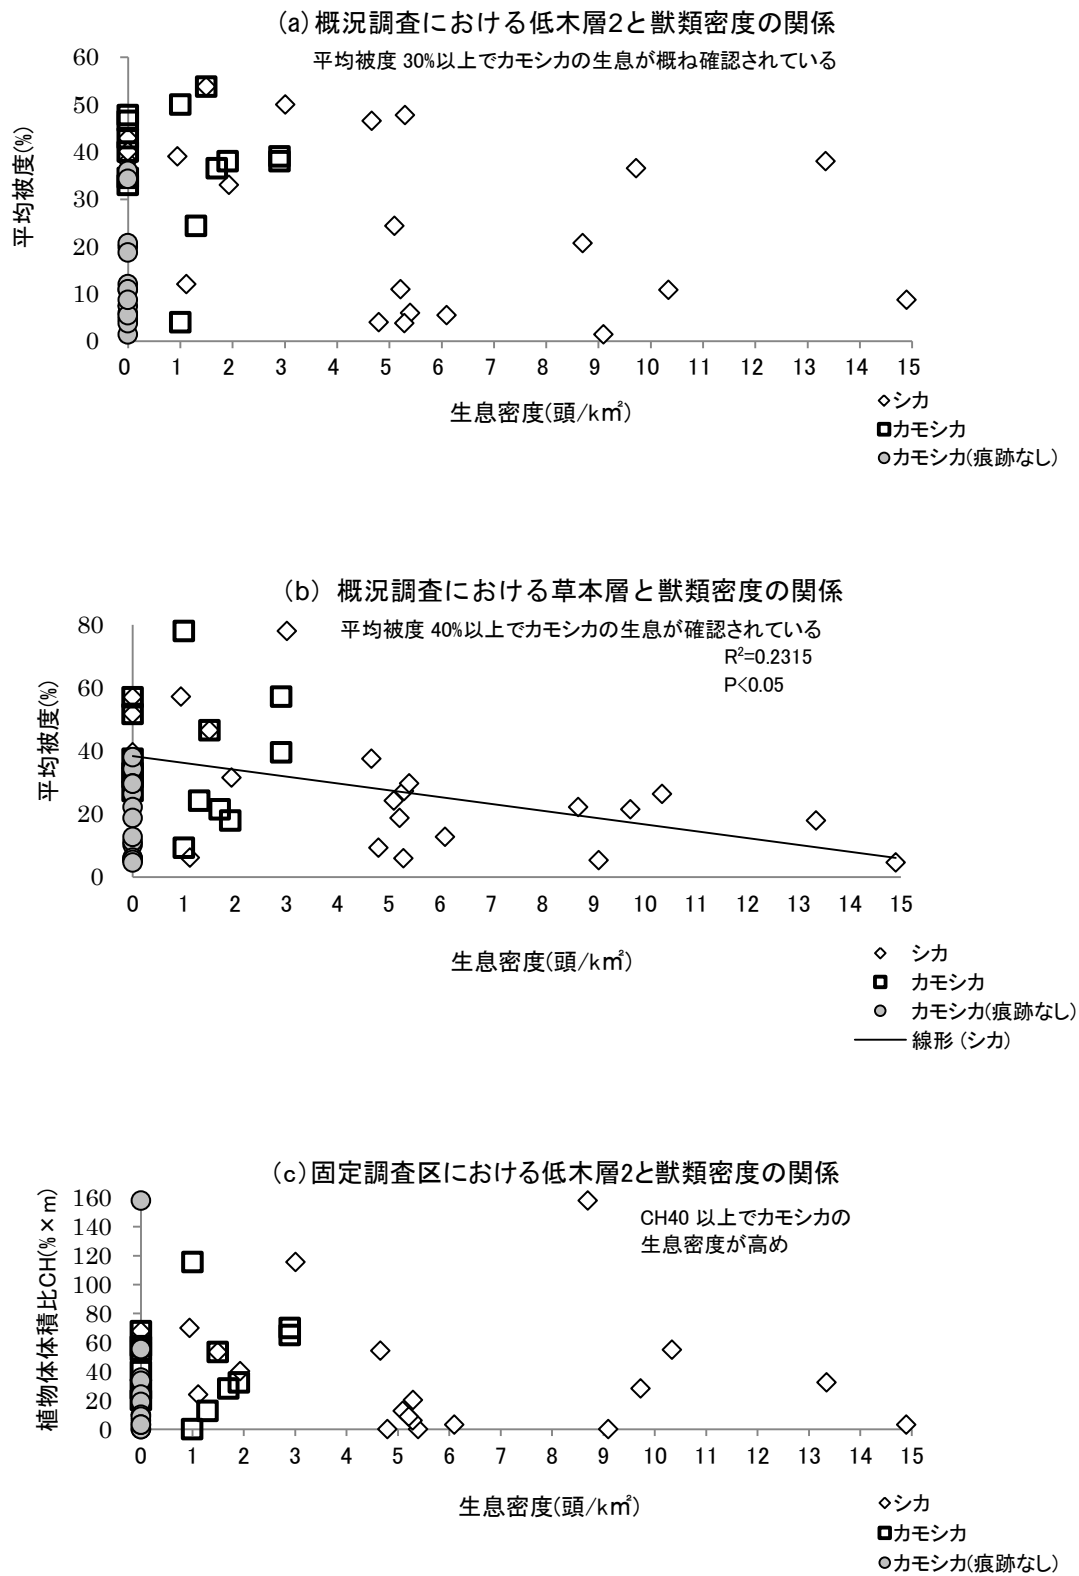 (a)概況調査における低木層2と獣類密度の関係
平均被度 30%以上でカモシカの生息が概ね確認されている
平均被度(%)
60
50
40
30
20
10
0
0 1 2 3 4 5 6 7 8 9 10 11 12 13 14 15
生息密度(頭/k㎡)
シカ
カモシカ
カモシカ(痕跡なし)
(b) 概況調査における草本層と獣類密度の関係
平均被度 40%以上でカモシカの生息が確認されている
R²=0.2315
P<0.05
平均被度(%)
80
60
40
20
0
0 1 2 3 4 5 6 7 8 9 10 11 12 13 14 15
生息密度(頭/k㎡)
シカ
カモシカ
カモシカ(痕跡なし)
線形 (シカ)
(c)固定調査区における低木層2と獣類密度の関係
CH40 以上でカモシカの
生息密度が高め
植物体体積比CH(%×m)
160
140
120
100
80
60
40
20
0
0 1 2 3 4 5 6 7 8 9 10 11 12 13 14 15
生息密度(頭/k㎡)
シカ
カモシカ
カモシカ(痕跡なし)